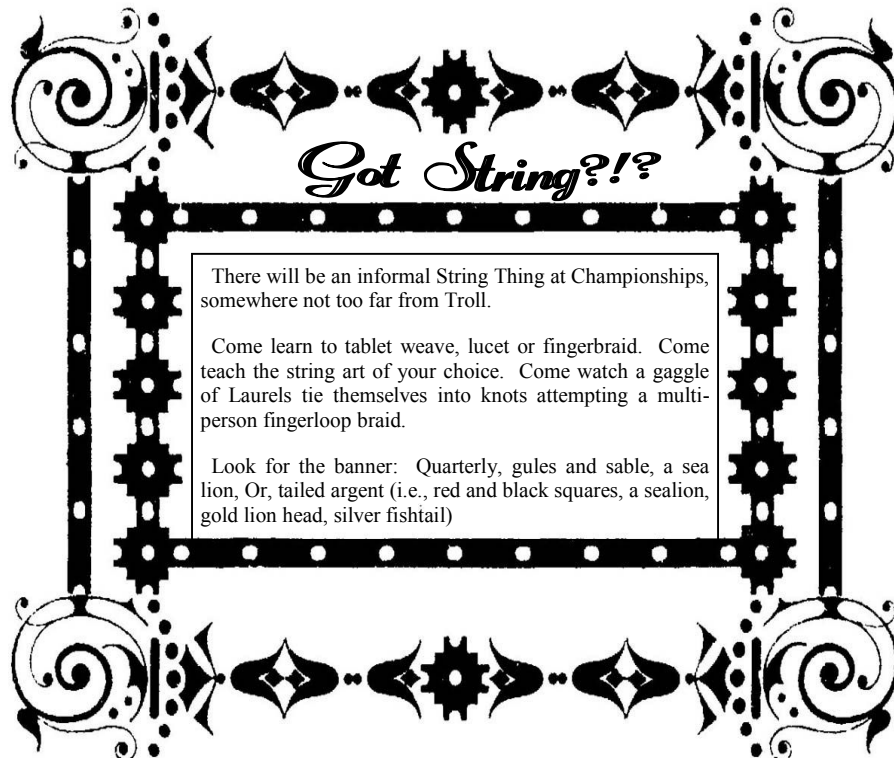 Got String?!?
There will be an informal String Thing at Championships,
somewhere not too far from Troll.
Come learn to tablet weave, lucet or fingerbraid. Come
teach the string art of your choice. Come watch a gaggle
of Laurels tie themselves into knots attempting a multi-
person fingerloop braid.
Look for the banner: Quarterly, gules and sable, a sea
lion, Or, tailed argent (i.e., red and black squares, a sealion,
gold lion head, silver fishtail)